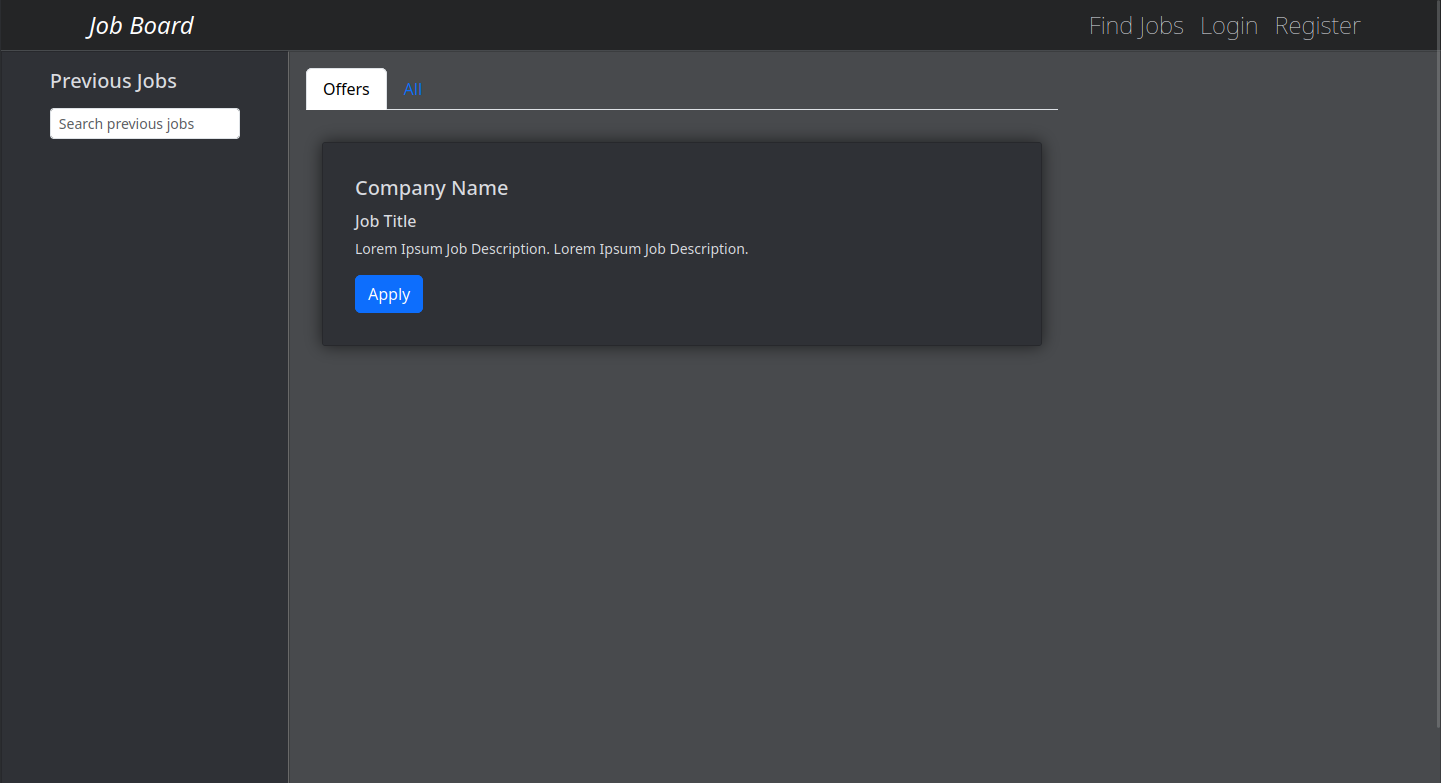 Job Board
Find Jobs Login Register
Previous Jobs
Search previous jobs
Offers All
Company Name
Job Title
Lorem Ipsum Job Description. Lorem Ipsum Job Description.
Apply